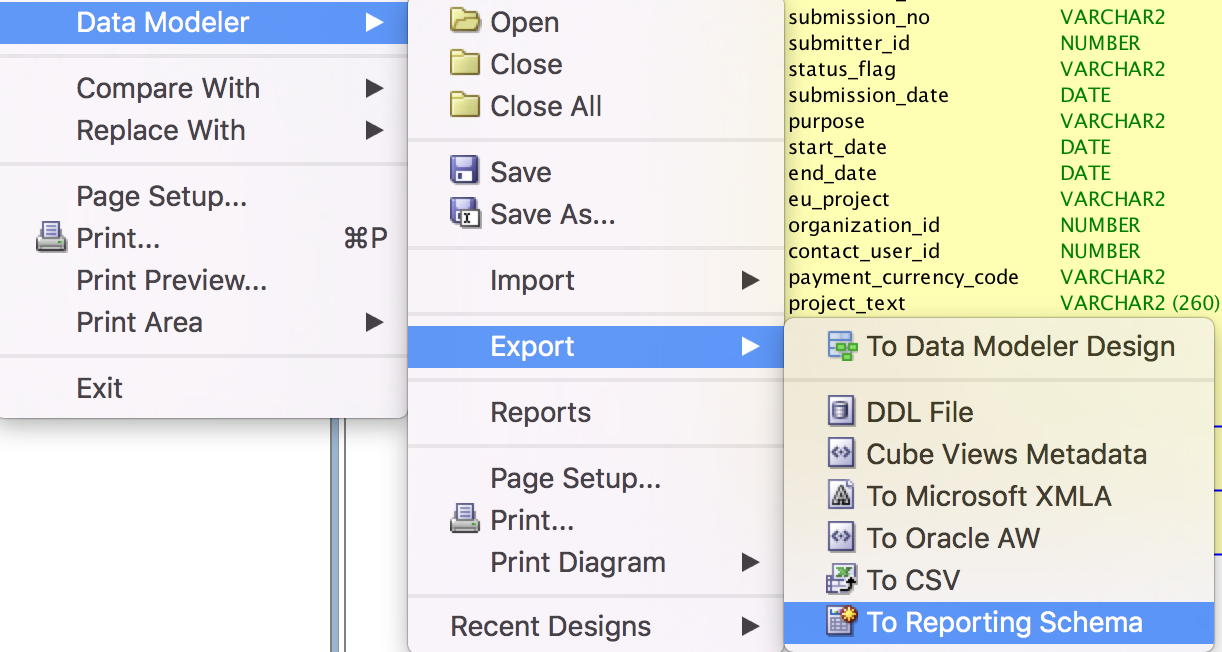 Data Modeler
Compare With
Replace With
Page Setup...
Print... ⌘P
Print Preview...
Print Area
Exit
Open
Close
Close All
Save
Save As...
Import
Export
Reports
Page Setup...
Print...
Print Diagram
Recent Designs
submission_no VARCHAR2
submitter_id NUMBER
status_flag VARCHAR2
submission_date DATE
purpose VARCHAR2
start_date DATE
end_date DATE
eu_project VARCHAR2
organization_id NUMBER
contact_user_id NUMBER
payment_currency_code VARCHAR2
project_text VARCHAR2 (260)
To Data Modeler Design
DDL File
Cube Views Metadata
To Microsoft XMLA
To Oracle AW
To CSV
To Reporting Schema